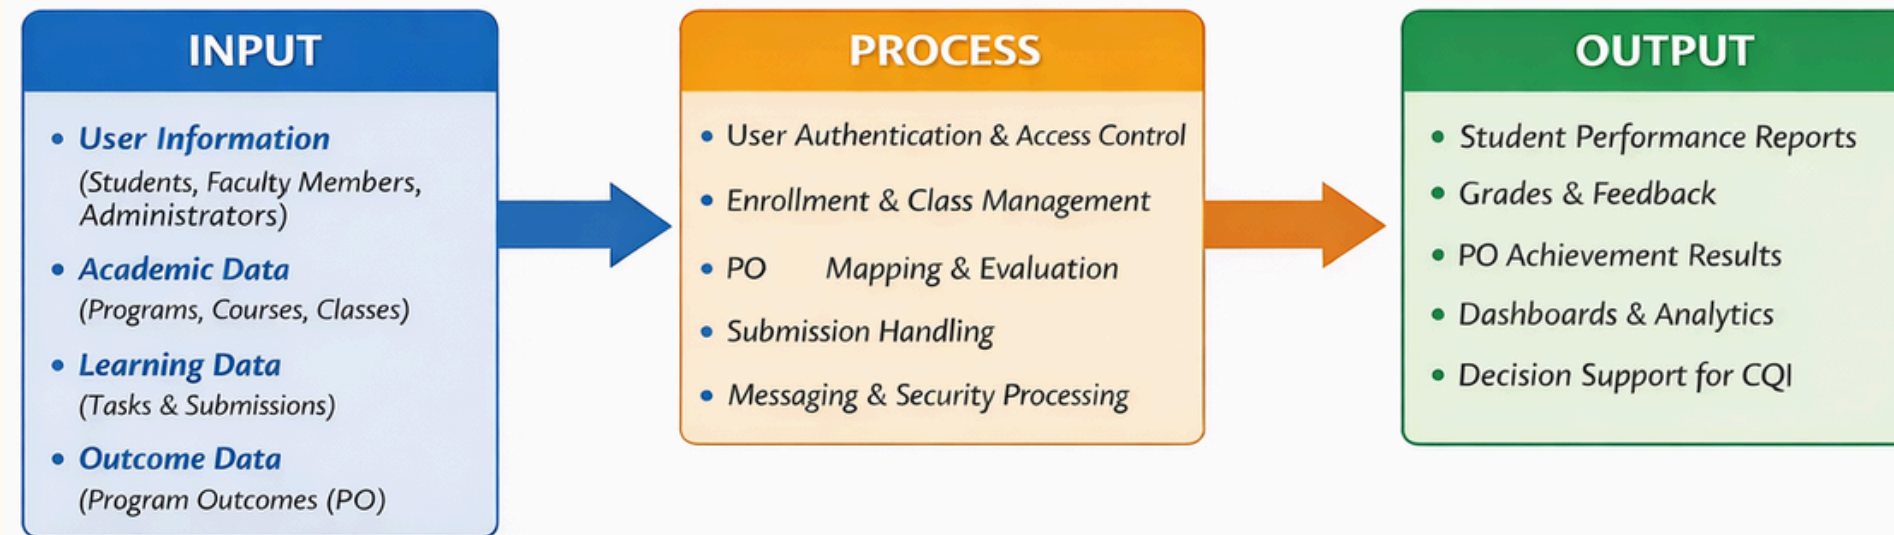 INPUT
• User Information
(Students, Faculty Members,
Administrators)
• Academic Data
(Programs, Courses, Classes)
• Learning Data
(Tasks & Submissions)
• Outcome Data
(Program Outcomes (PO)
PROCESS
• User Authentication & Access Control
• Enrollment & Class Management
• PO Mapping & Evaluation
• Submission Handling
• Messaging & Security Processing
OUTPUT
• Student Performance Reports
• Grades & Feedback
• PO Achievement Results
• Dashboards & Analytics
• Decision Support for CQI